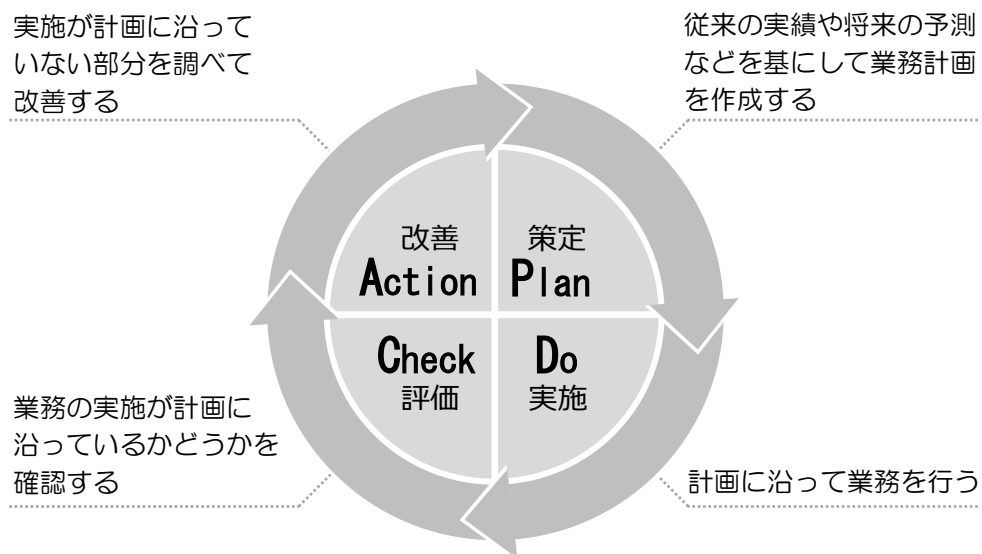 実施が計画に沿って
いない部分を調べて
改善する
従来の実績や将来の予測
などを基にして業務計画
を作成する
改善
Action
策定
Plan
Check
評価
Do
実施
業務の実施が計画に
沿っているかどうかを
確認する
計画に沿って業務を行う